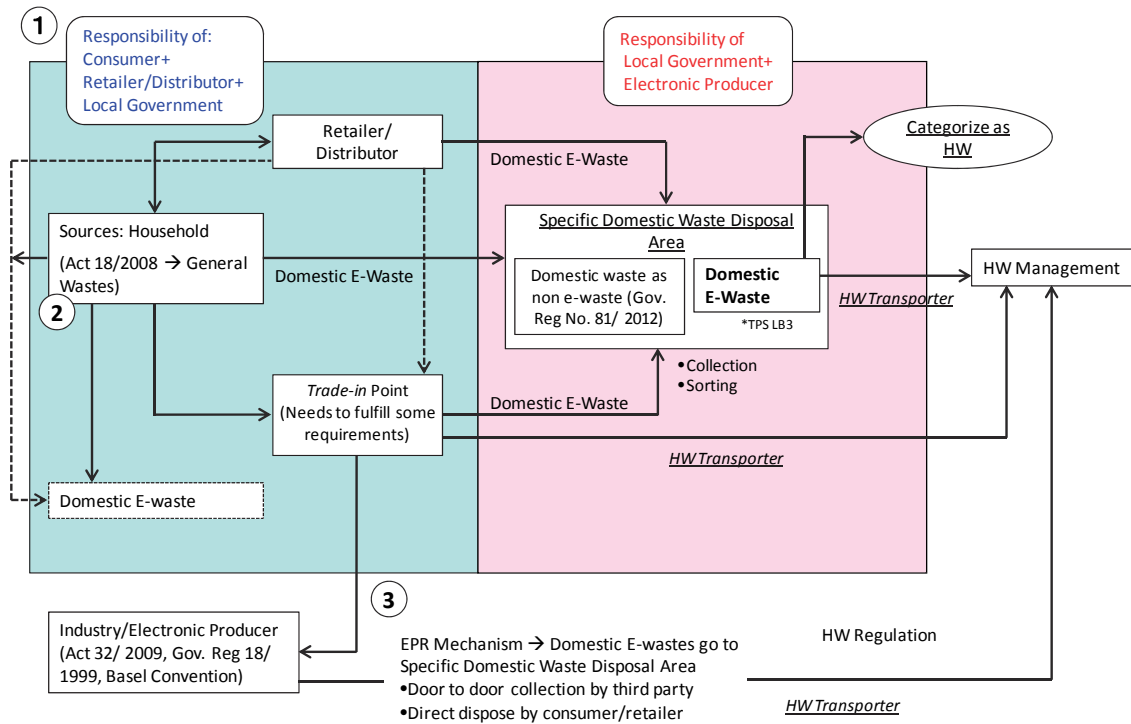 1
Responsibility of:
Consumer+
Retailer/Distributor+
Local Government
Responsibility of
Local Government+
Electronic Producer
Retailer/
Distributor
Domestic E-Waste
Categorize as
HW
Sources: Household
(Act 18/2008 → General
Wastes)
2
Domestic E-Waste
Specific Domestic Waste Disposal
Area
Domestic waste as
non e-waste (Gov.
Reg No. 81/ 2012)
Domestic
E-Waste
*TPS LB3
HW Transporter
HW Management
•Collection
•Sorting
Trade-in Point
(Needs to fulfill some
requirements)
Domestic E-Waste
HW Transporter
Domestic E-waste
3
Industry/Electronic Producer
(Act 32/ 2009, Gov. Reg 18/
1999, Basel Convention)
EPR Mechanism → Domestic E-wastes go to
Specific Domestic Waste Disposal Area
•Door to door collection by third party
•Direct dispose by consumer/retailer
HW Regulation
HW Transporter